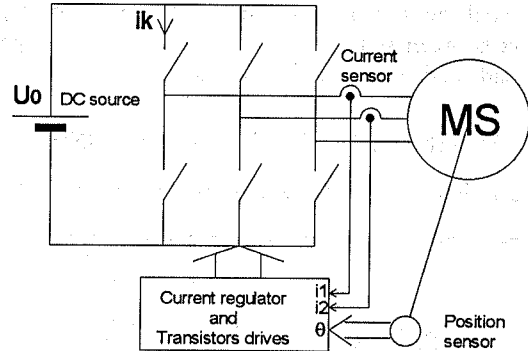 ik
Current
sensor
U0 DC source
MS
Current regulator
and
Transistors drives
i1
i2
θ
Position
sensor